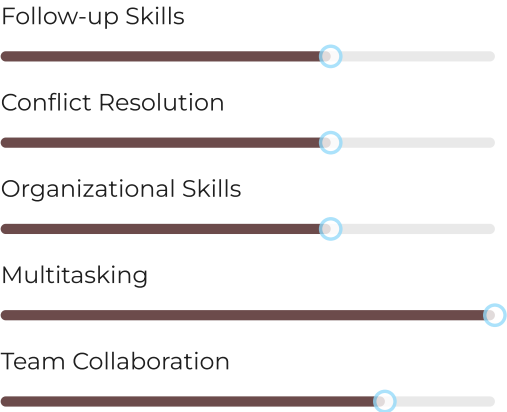 Follow-up Skills
Conflict Resolution
Organizational Skills
Multitasking
Team Collaboration